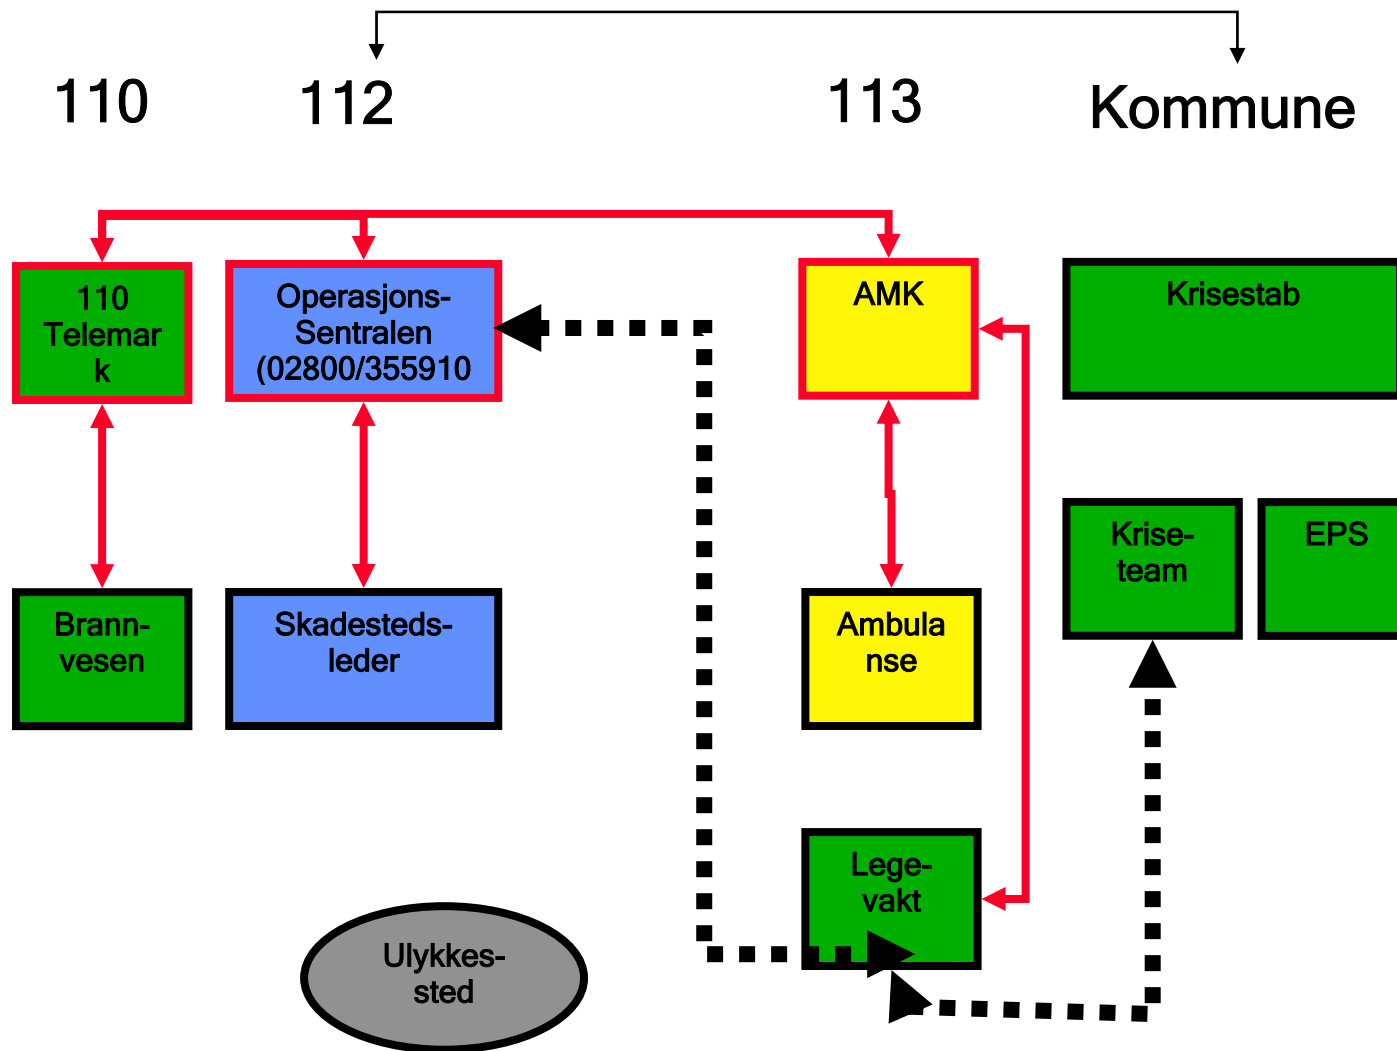 110
112
113
Kommune
110
Telemar
k
Operasjons-
Sentralen
(02800/355910
AMK
Krisestab
Krise-
team
EPS
Brann-
vesen
Skadesteds-
leder
Ambula
nse
Lege-
vakt
Ulykkes-
sted